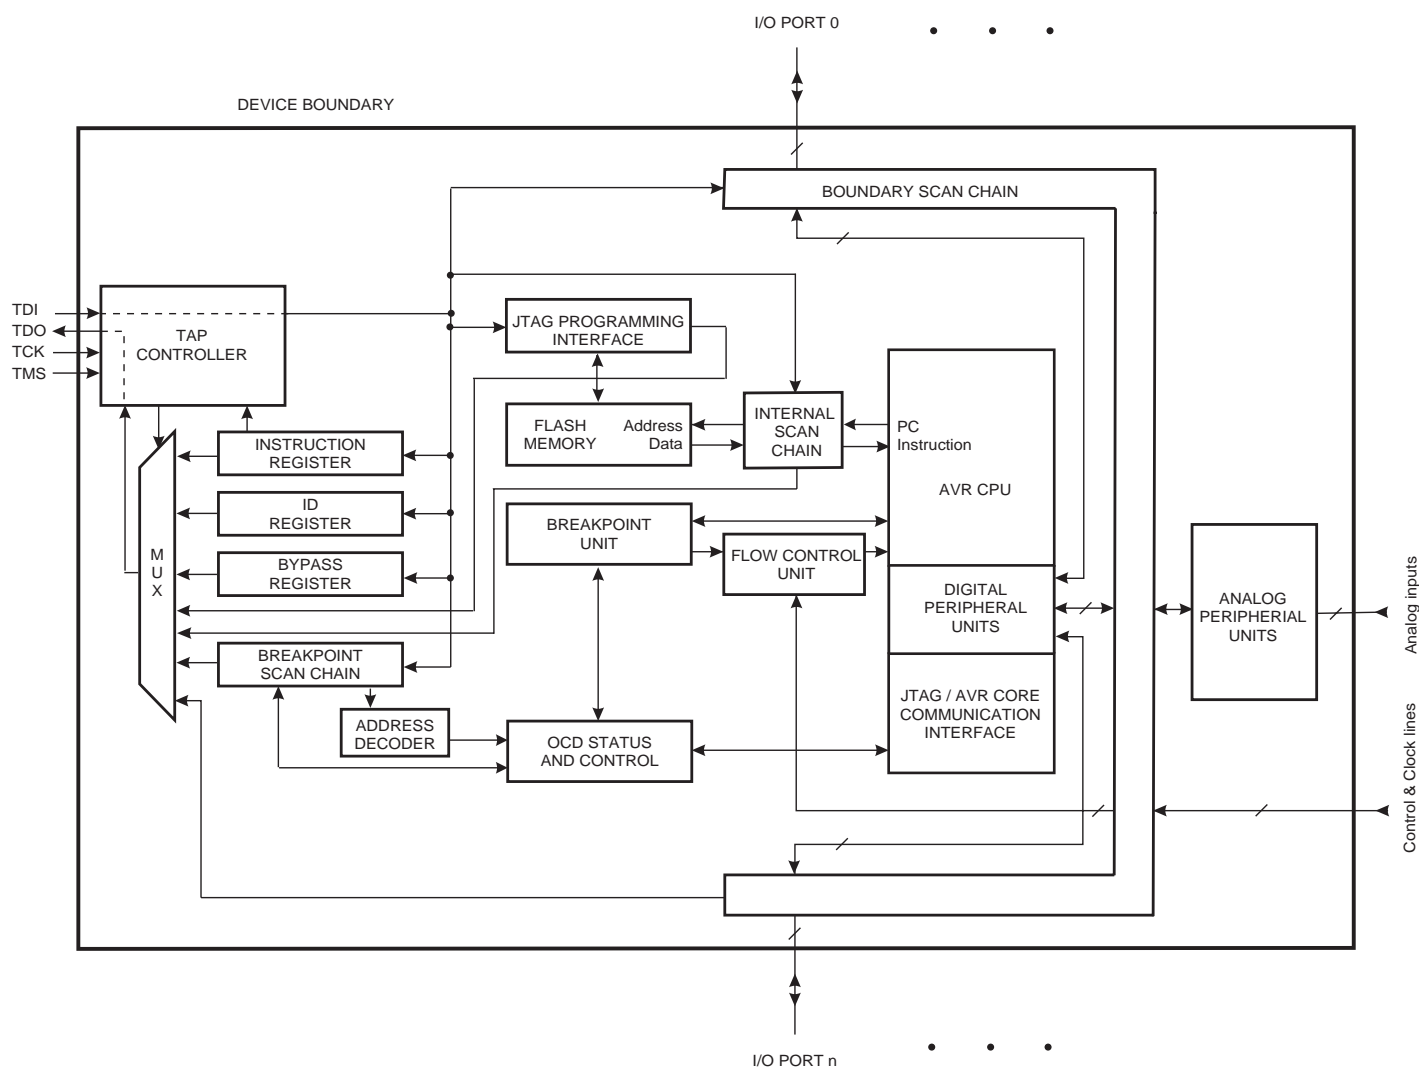 I/O PORT 0
DEVICE BOUNDARY
BOUNDARY SCAN CHAIN
TDI
TDO
TCK
TMS
TAP
CONTROLLER
JTAG PROGRAMMING
INTERFACE
FLASH
MEMORY
Address
Data
INTERNAL
SCAN
CHAIN
PC
Instruction
AVR CPU
INSTRUCTION
REGISTER
ID
REGISTER
BYPASS
REGISTER
M
U
X
BREAKPOINT
UNIT
FLOW CONTROL
UNIT
DIGITAL
PERIPHERAL
UNITS
ANALOG
PERIPHERIAL
UNITS
Analog inputs
BREAKPOINT
SCAN CHAIN
ADDRESS
DECODER
OCD STATUS
AND CONTROL
JTAG / AVR CORE
COMMUNICATION
INTERFACE
Control & Clock lines
I/O PORT n